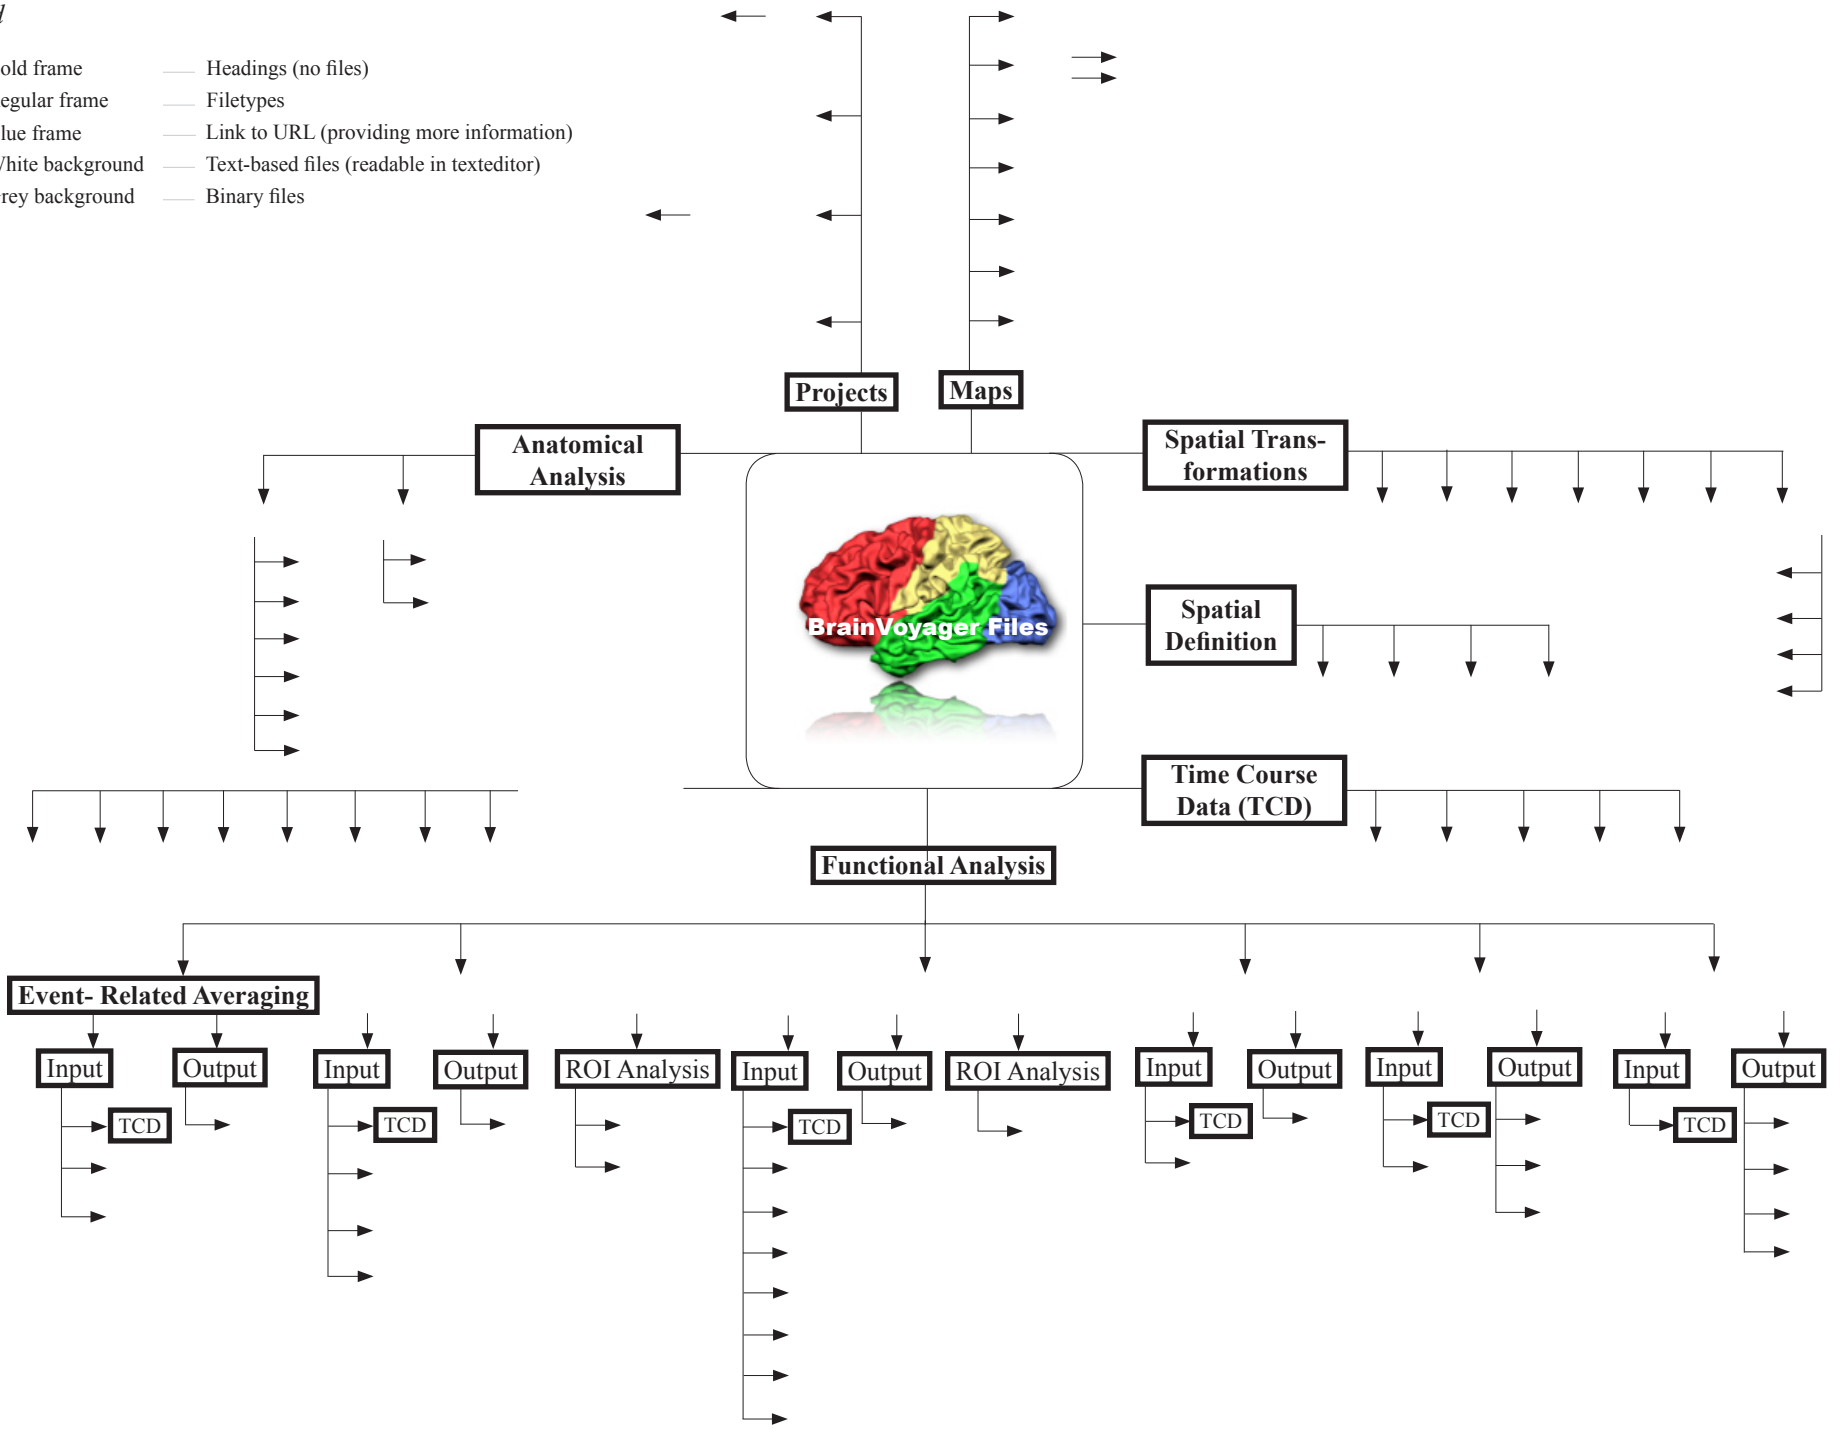 d
old frame Headings (no files)
egular frame Filetypes
lue frame Link to URL (providing more information)
White background Text-based files (readable in texteditor)
rey background Binary files
Projects Maps
Anatomical
Analysis
Spatial Trans-
formations
BrainVoyager Files
Spatial
Definition
Time Course
Data (TCD)
Functional Analysis
Event- Related Averaging
Input Output Input Output ROI Analysis Input Output ROI Analysis Input Output Input Output Input Output
TCD TCD TCD TCD TCD TCD